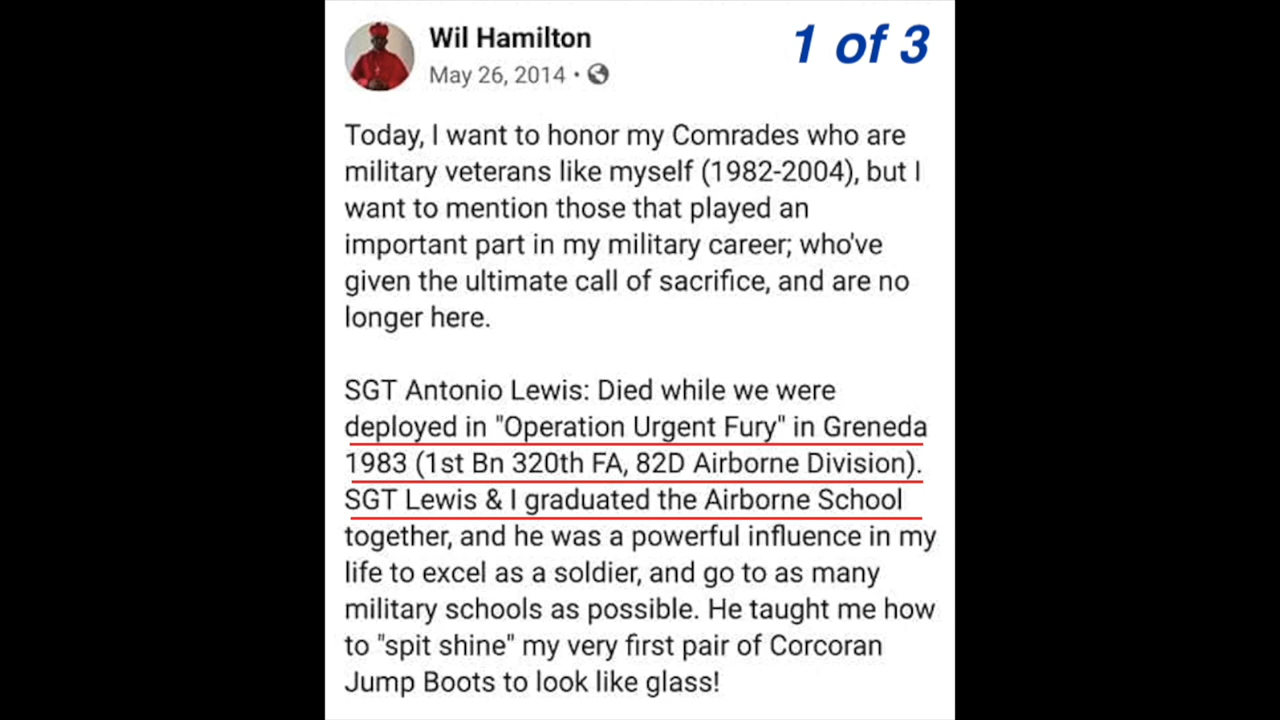 Wil Hamilton
1 of 3
May 26, 2014 •
Today, I want to honor my Comrades who are
military veterans like myself (1982-2004), but I
want to mention those that played an
important part in my military career; who've
given the ultimate call of sacrifice, and are no
longer here.
SGT Antonio Lewis: Died while we were
deployed in "Operation Urgent Fury" in Greneda
1983 (1st Bn 320th FA, 82D Airborne Division).
SGT Lewis & I graduated the Airborne School
together, and he was a powerful influence in my
life to excel as a soldier, and go to as many
military schools as possible. He taught me how
to "spit shine" my very first pair of Corcoran
Jump Boots to look like glass!